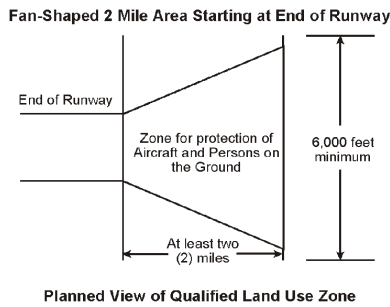 Fan-Shaped 2 Mile Area Starting at End of Runway
End of Runway
Zone for protection of
Aircraft and Persons on
the Ground
6,000 feet
minimum
At least two
(2) miles
Planned View of Qualified Land Use Zone